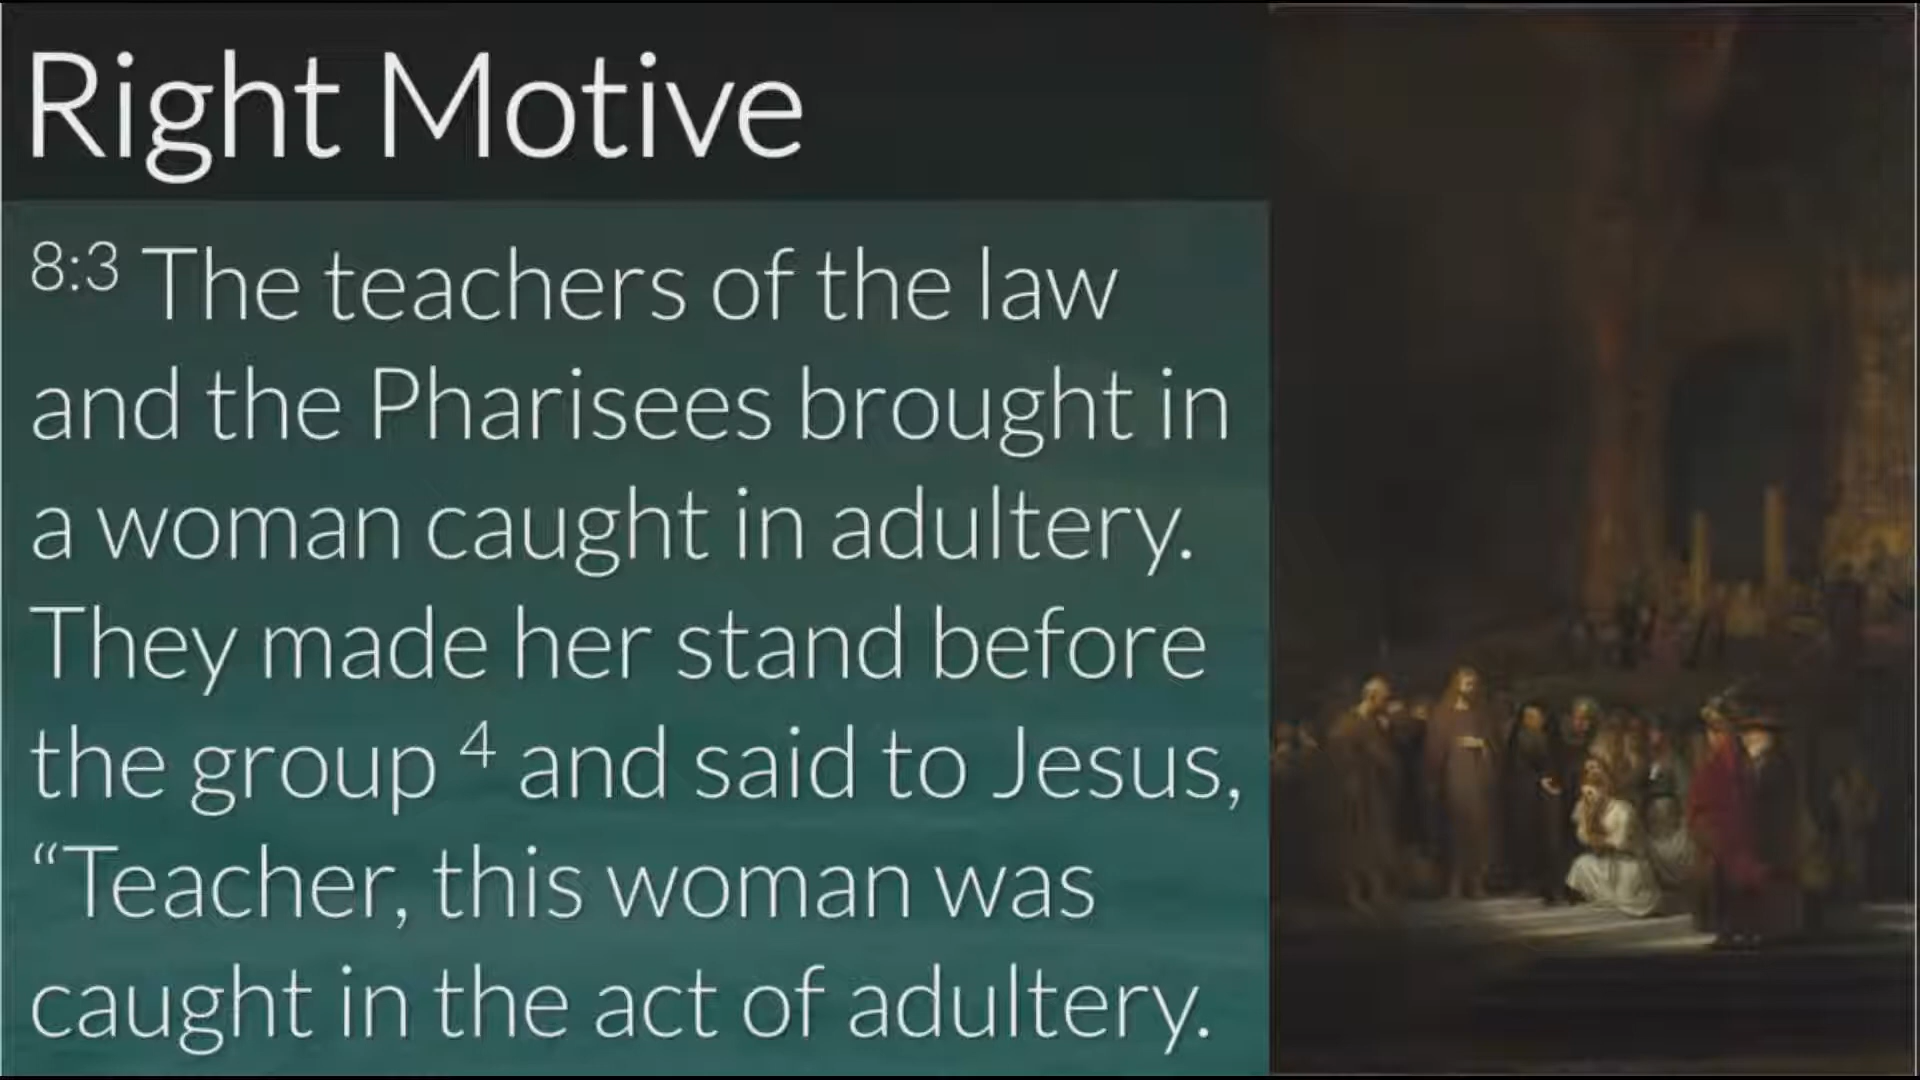 Right Motive
8:3 The teachers of the law
and the Pharisees brought in
a woman caught in adultery.
They made her stand before
the group 4 and said to Jesus,
“Teacher, this woman was
caught in the act of adultery.